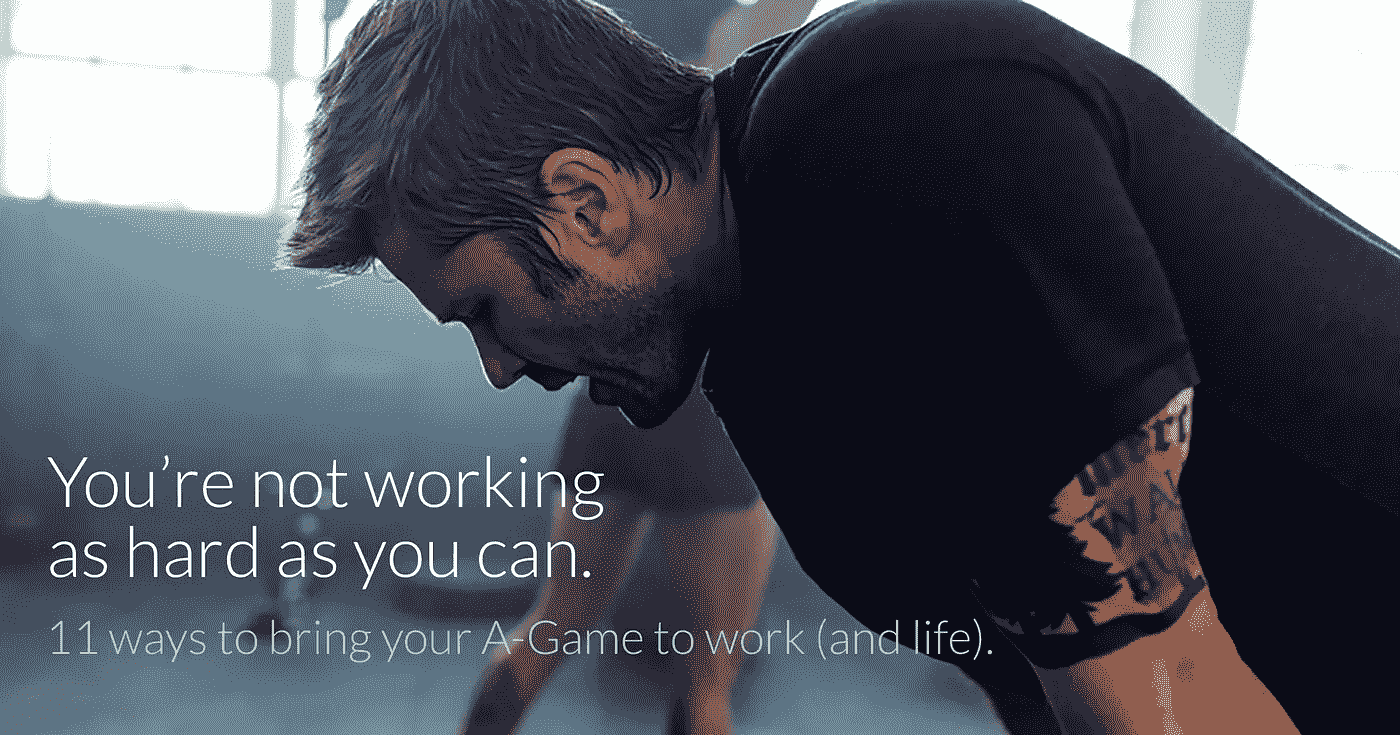 You’re not working
as hard as you can.
11 ways to bring your A-Game to work (and life).